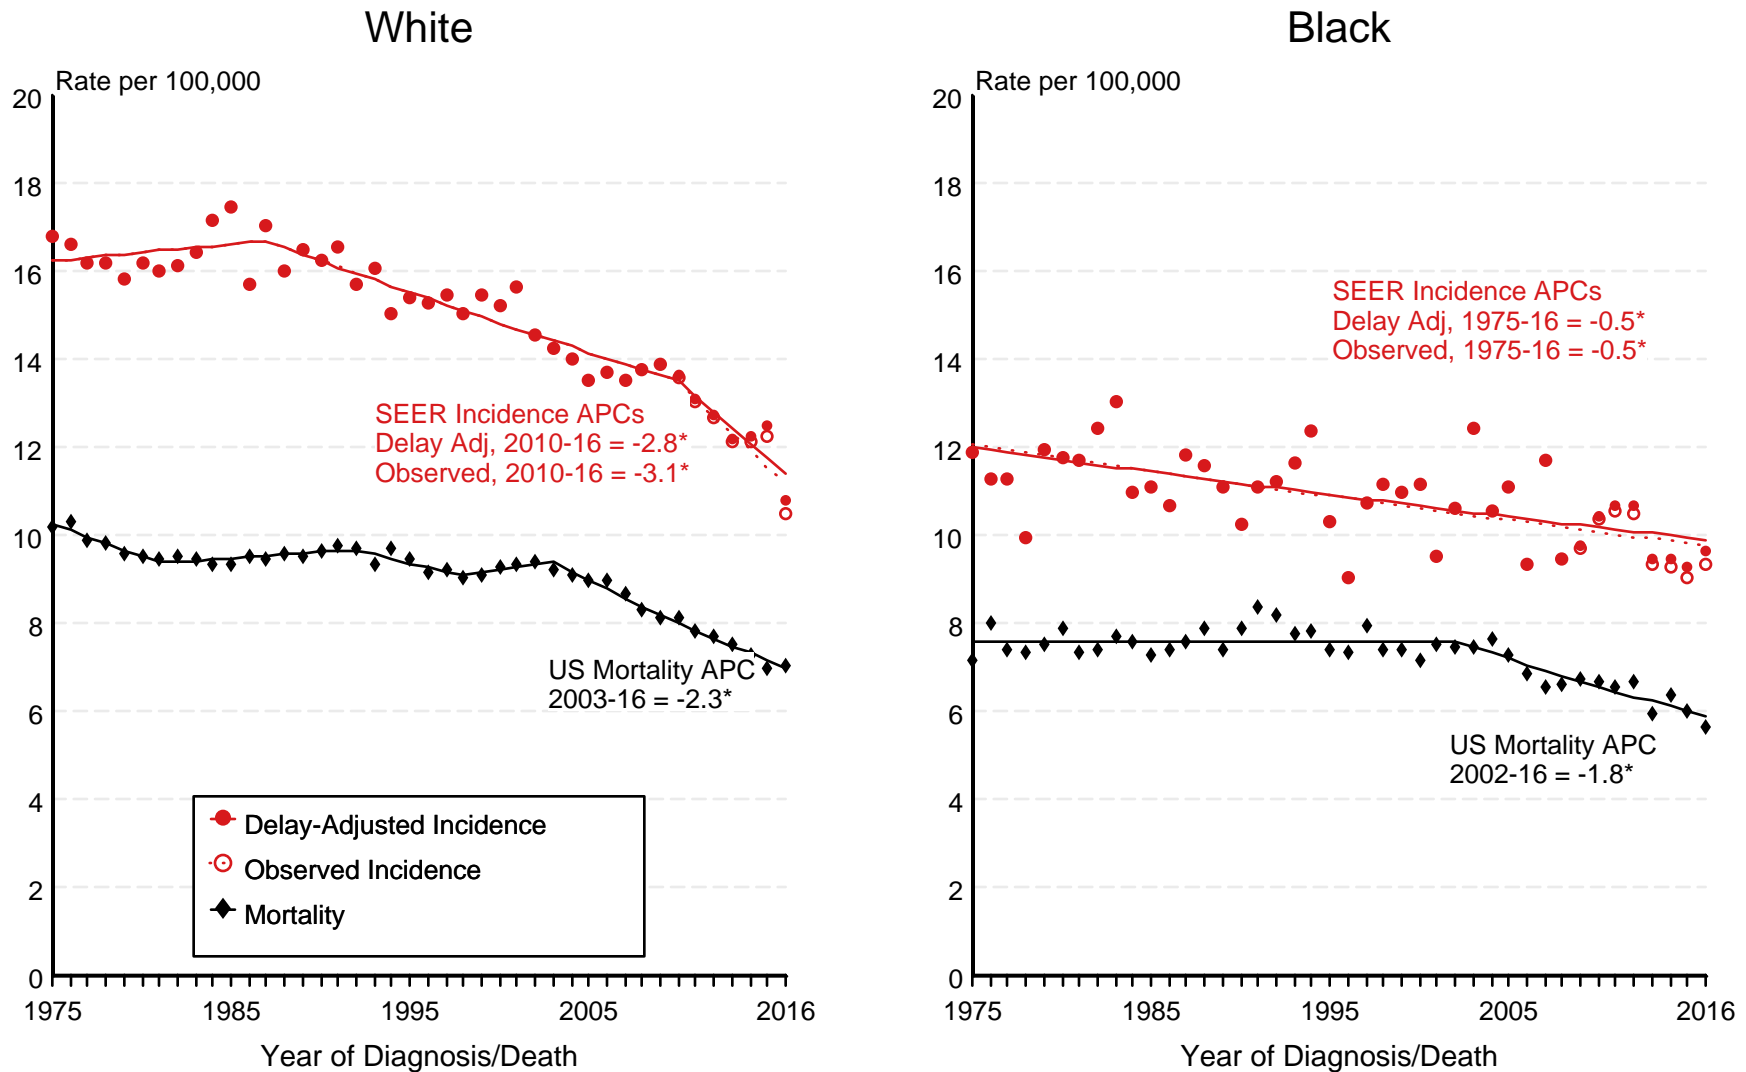 White
Rate per 100,000
20
18
16
14
12
10
8
6
4
2
0
SEER Incidence APCs
Delay Adj, 2010-16 = -2.8*
Observed, 2010-16 = -3.1*
US Mortality APC
2003-16 = -2.3*
Delay-Adjusted Incidence
Observed Incidence
Mortality
1975 1985 1995 2005 2016
Year of Diagnosis/Death
Black
Rate per 100,000
20
18
16
14
12
10
8
6
4
2
0
SEER Incidence APCs
Delay Adj, 1975-16 = -0.5*
Observed, 1975-16 = -0.5*
US Mortality APC
2002-16 = -1.8*
1975 1985 1995 2005 2016
Year of Diagnosis/Death